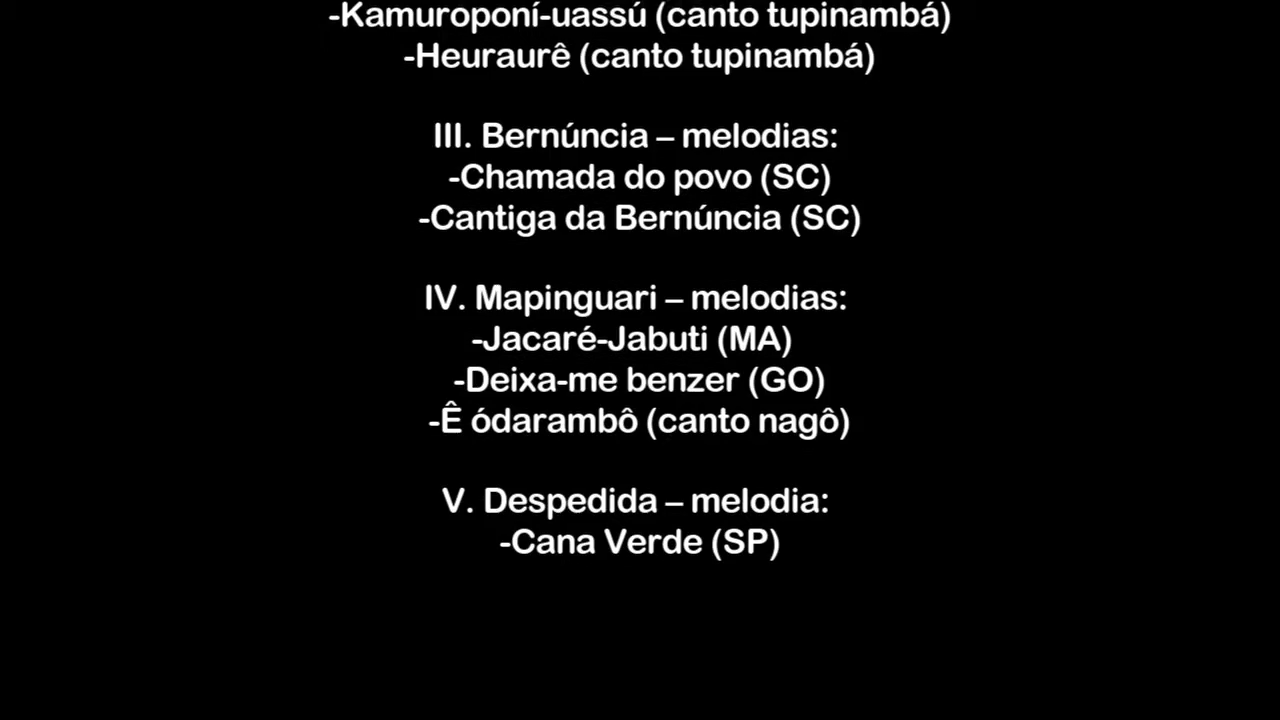 -Kamuroponí-uassú (canto tupinambá)
-Heuraurê (canto tupinambá)
III. Bernúncia – melodias:
-Chamada do povo (SC)
-Cantiga da Bernúncia (SC)
IV. Mapinguari – melodias:
-Jacaré-Jabuti (MA)
-Deixa-me benzer (GO)
-Ê ódarambô (canto nagô)
V. Despedida – melodia:
-Cana Verde (SP)